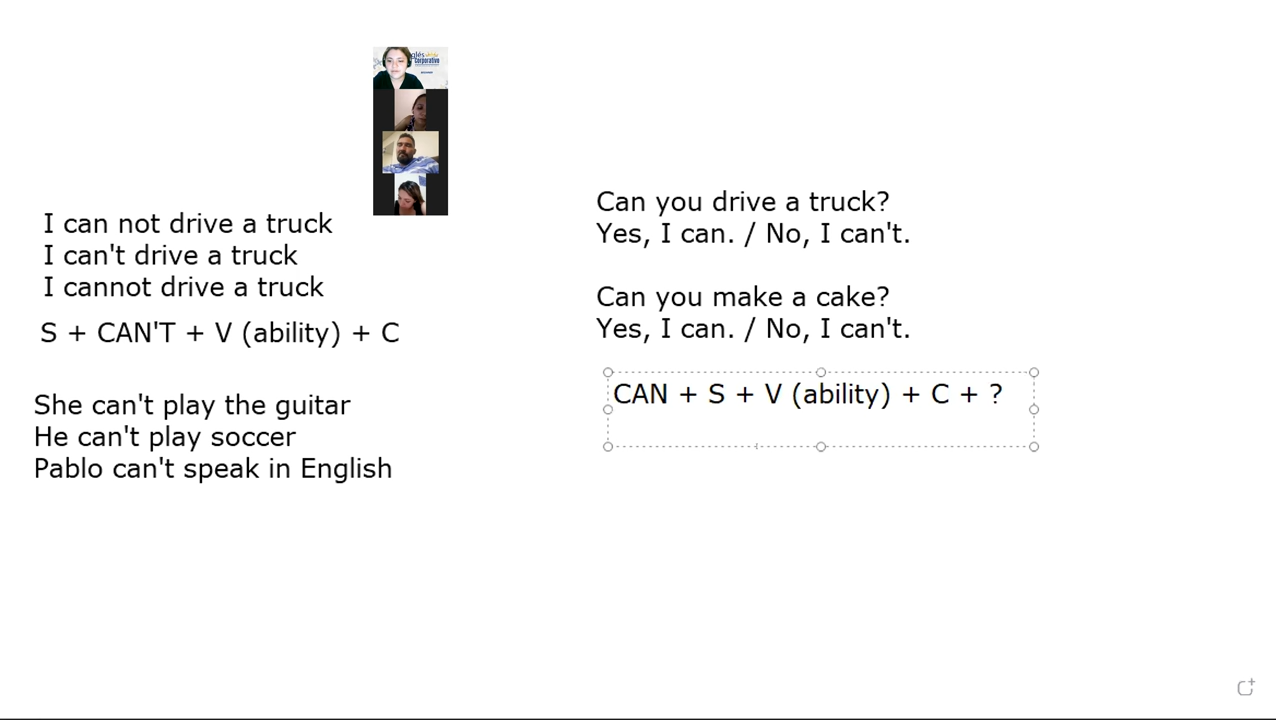 Corporativo
I can not drive a truck
I can't drive a truck
I cannot drive a truck
S + CAN'T + V (ability) + C
She can't play the guitar
He can't play soccer
Pablo can't speak in English
Can you drive a truck?
Yes, I can. / No, I can't.
Can you make a cake?
Yes, I can. / No, I can't.
CAN + S + V (ability) + C + ?